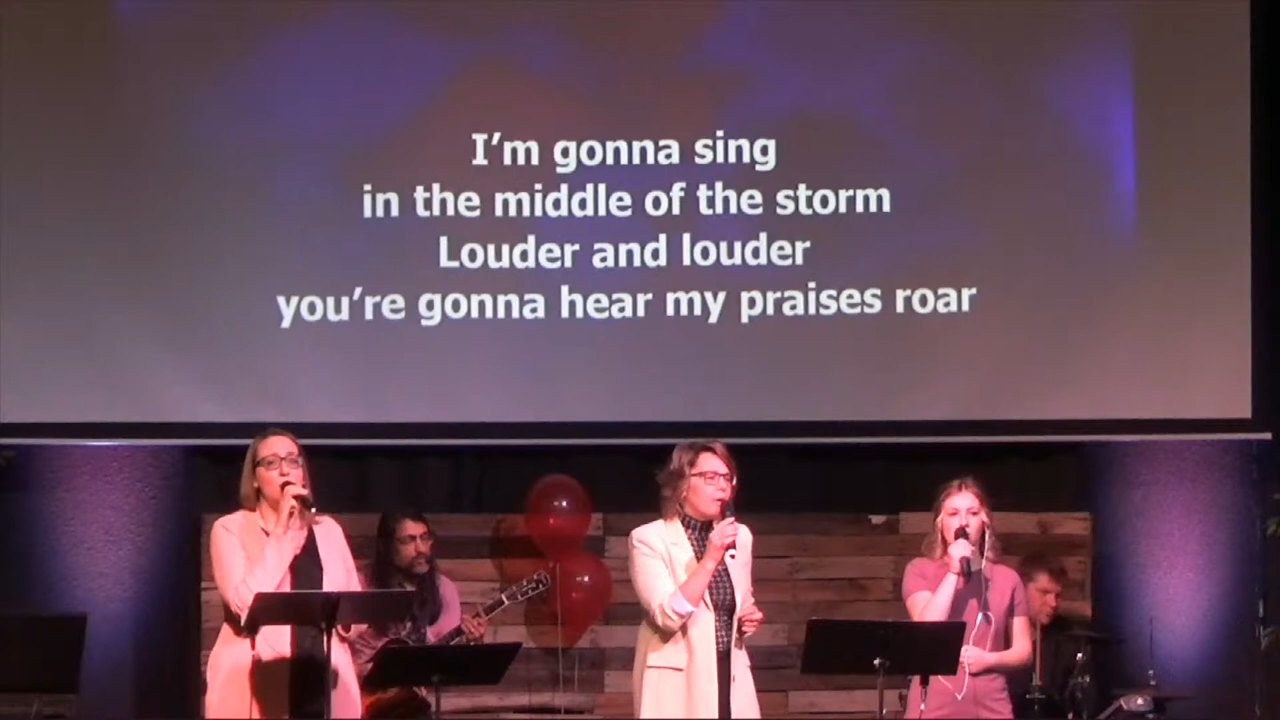 I'm gonna sing
in the middle of the storm
Louder and louder
you're gonna hear my praises roar